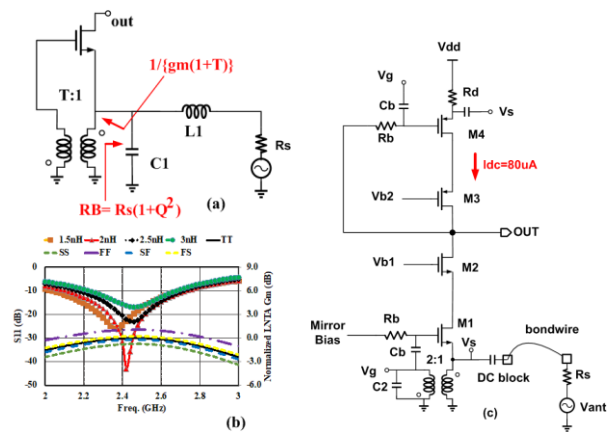 out
(a)
1/{gm(1+T)}
T:1
L1
Rs
C1
RB= Rs(1+Q²)
1.5nH 2nH 2.5nH 3nH TT
SS FF SF FS
0 9.0
-10 6.0
-20 3.0
-30 0.0
-40 -3.0
-50 -6.0
S11 (dB)
Normalized LNTA Gm (dB)
2 2.2 2.4 2.6 2.8 3
Freq. (GHz)
(b)
Vdd
Vg
Rd
Cb
Vs
Rb
M4
Idc=80uA
Vb2
M3
OUT
Vb1
M2
Rb
M1
Mirror
Bias
Cb
Vs
bondwire
2:1
Vg
Rs
C2
DC block
Vant
(c)